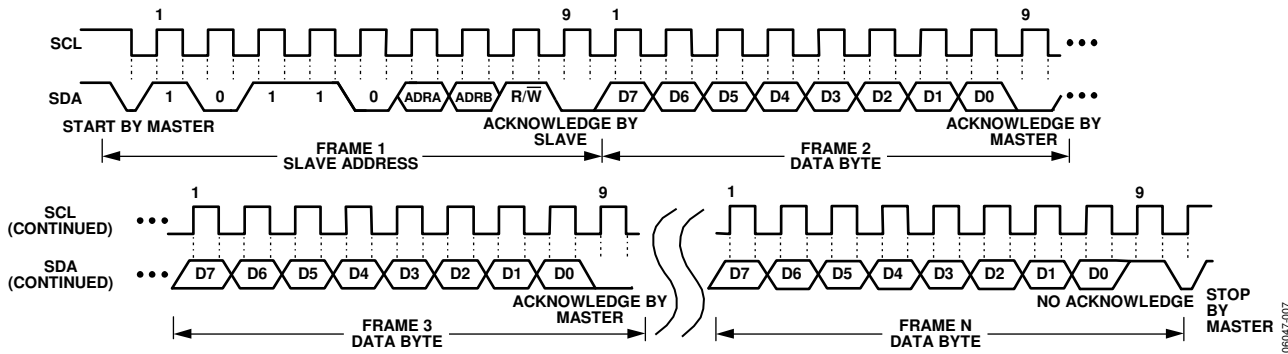 1 9 1 9
SCL
SDA 1 0 1 1 0 ADRA ADRB R/W̅ D7 D6 D5 D4 D3 D2 D1 D0
START BY MASTER
ACKNOWLEDGE BY
SLAVE
ACKNOWLEDGE BY
MASTER
FRAME 1
SLAVE ADDRESS
FRAME 2
DATA BYTE
1 9 1 9
SCL
(CONTINUED)
SDA
(CONTINUED)
D7 D6 D5 D4 D3 D2 D1 D0 D7 D6 D5 D4 D3 D2 D1 D0
ACKNOWLEDGE BY
MASTER
NO ACKNOWLEDGE
STOP
BY
MASTER
FRAME 3
DATA BYTE
FRAME N
DATA BYTE
06047-007